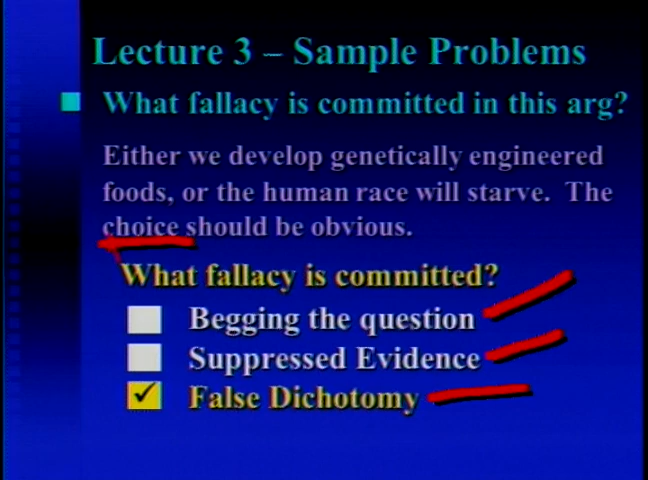 Lecture 3 – Sample Problems
What fallacy is committed in this arg?
Either we develop genetically engineered
foods, or the human race will starve. The
choice should be obvious.
What fallacy is committed?
Begging the question
Suppressed Evidence
False Dichotomy